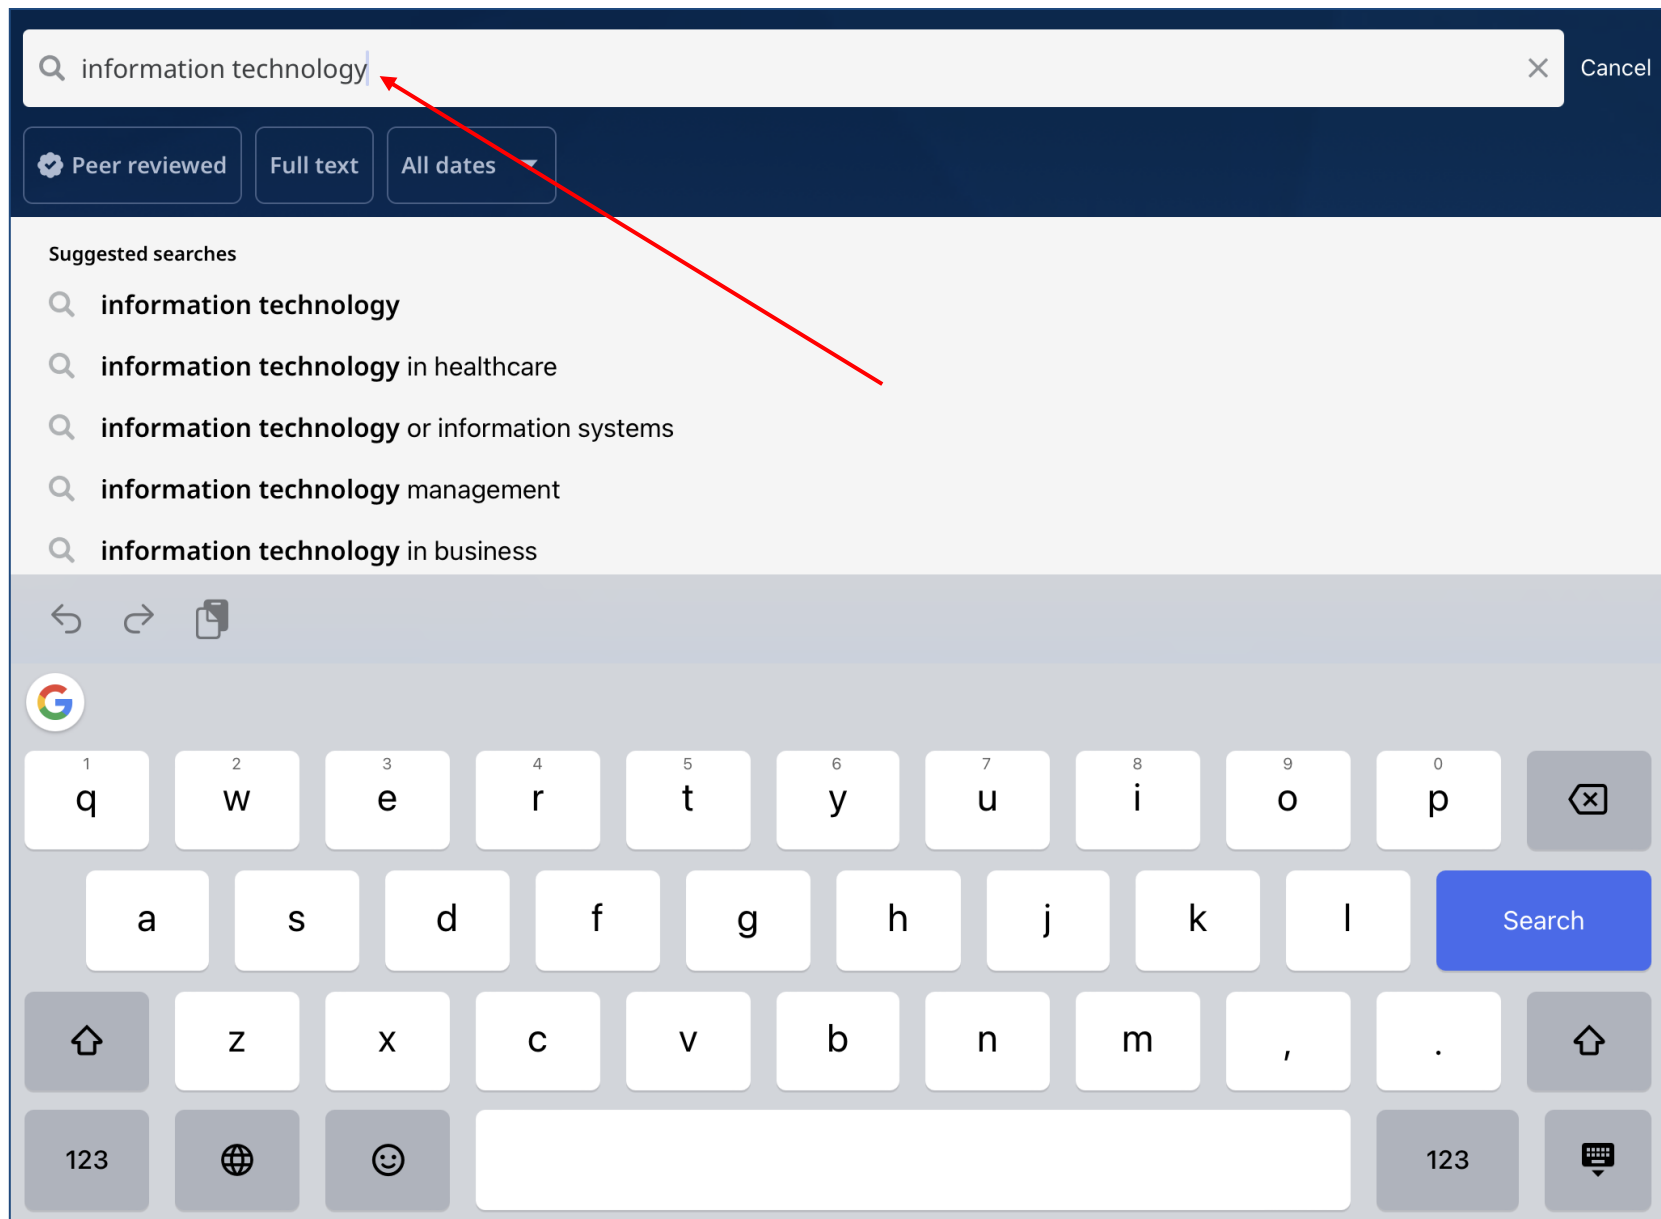 information technology
Cancel
Peer reviewed
Full text
All dates
Suggested searches
information technology
information technology in healthcare
information technology or information systems
information technology management
information technology in business
G
1 2 3 4 5 6 7 8 9 0
q w e r t y u i o p
a s d f g h j k l Search
z x c v b n m , .
123 123